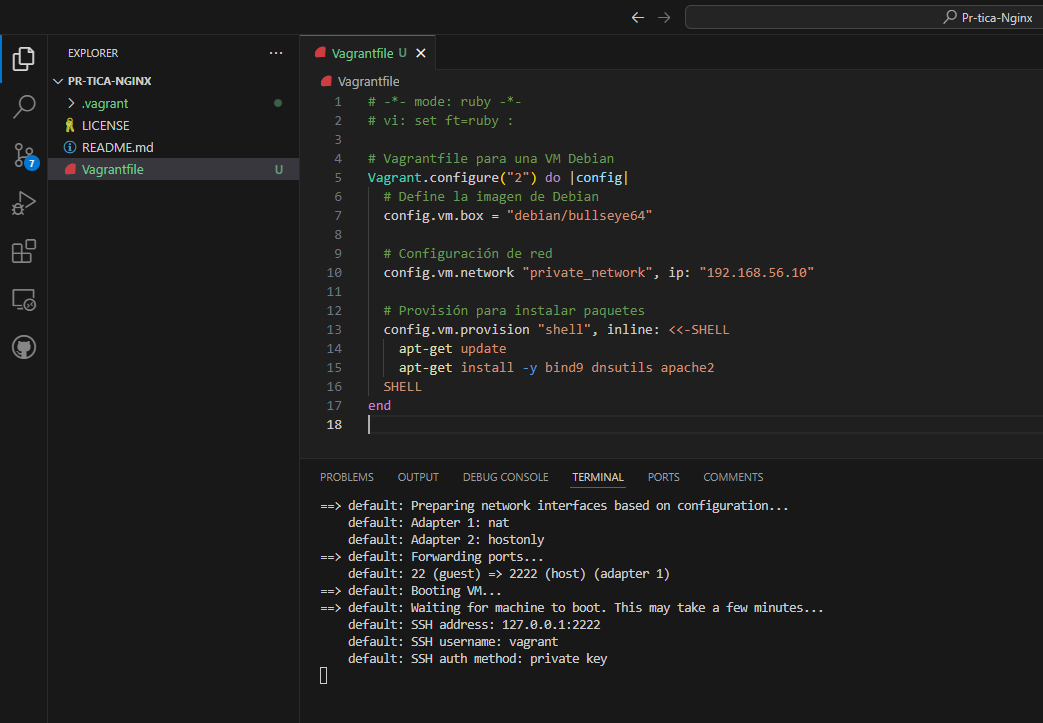 Pr-tica-Nginx
EXPLORER
PR-TICA-NGINX
.vagrant
LICENSE
README.md
Vagrantfile U
7
Vagrantfile U
Vagrantfile
1 # -*- mode: ruby -*-
2 # vi: set ft=ruby :
3
4 # Vagrantfile para una VM Debian
5 Vagrant.configure("2") do |config|
6 # Define la imagen de Debian
7 config.vm.box = "debian/bullseye64"
8
9 # Configuración de red
10 config.vm.network "private_network", ip: "192.168.56.10"
11
12 # Provisión para instalar paquetes
13 config.vm.provision "shell", inline: <<-SHELL
14 apt-get update
15 apt-get install -y bind9 dnsutils apache2
16 SHELL
17 end
18
PROBLEMS OUTPUT DEBUG CONSOLE TERMINAL PORTS COMMENTS
==> default: Preparing network interfaces based on configuration...
default: Adapter 1: nat
default: Adapter 2: hostonly
==> default: Forwarding ports...
default: 22 (guest) => 2222 (host) (adapter 1)
==> default: Booting VM...
==> default: Waiting for machine to boot. This may take a few minutes...
default: SSH address: 127.0.0.1:2222
default: SSH username: vagrant
default: SSH auth method: private key